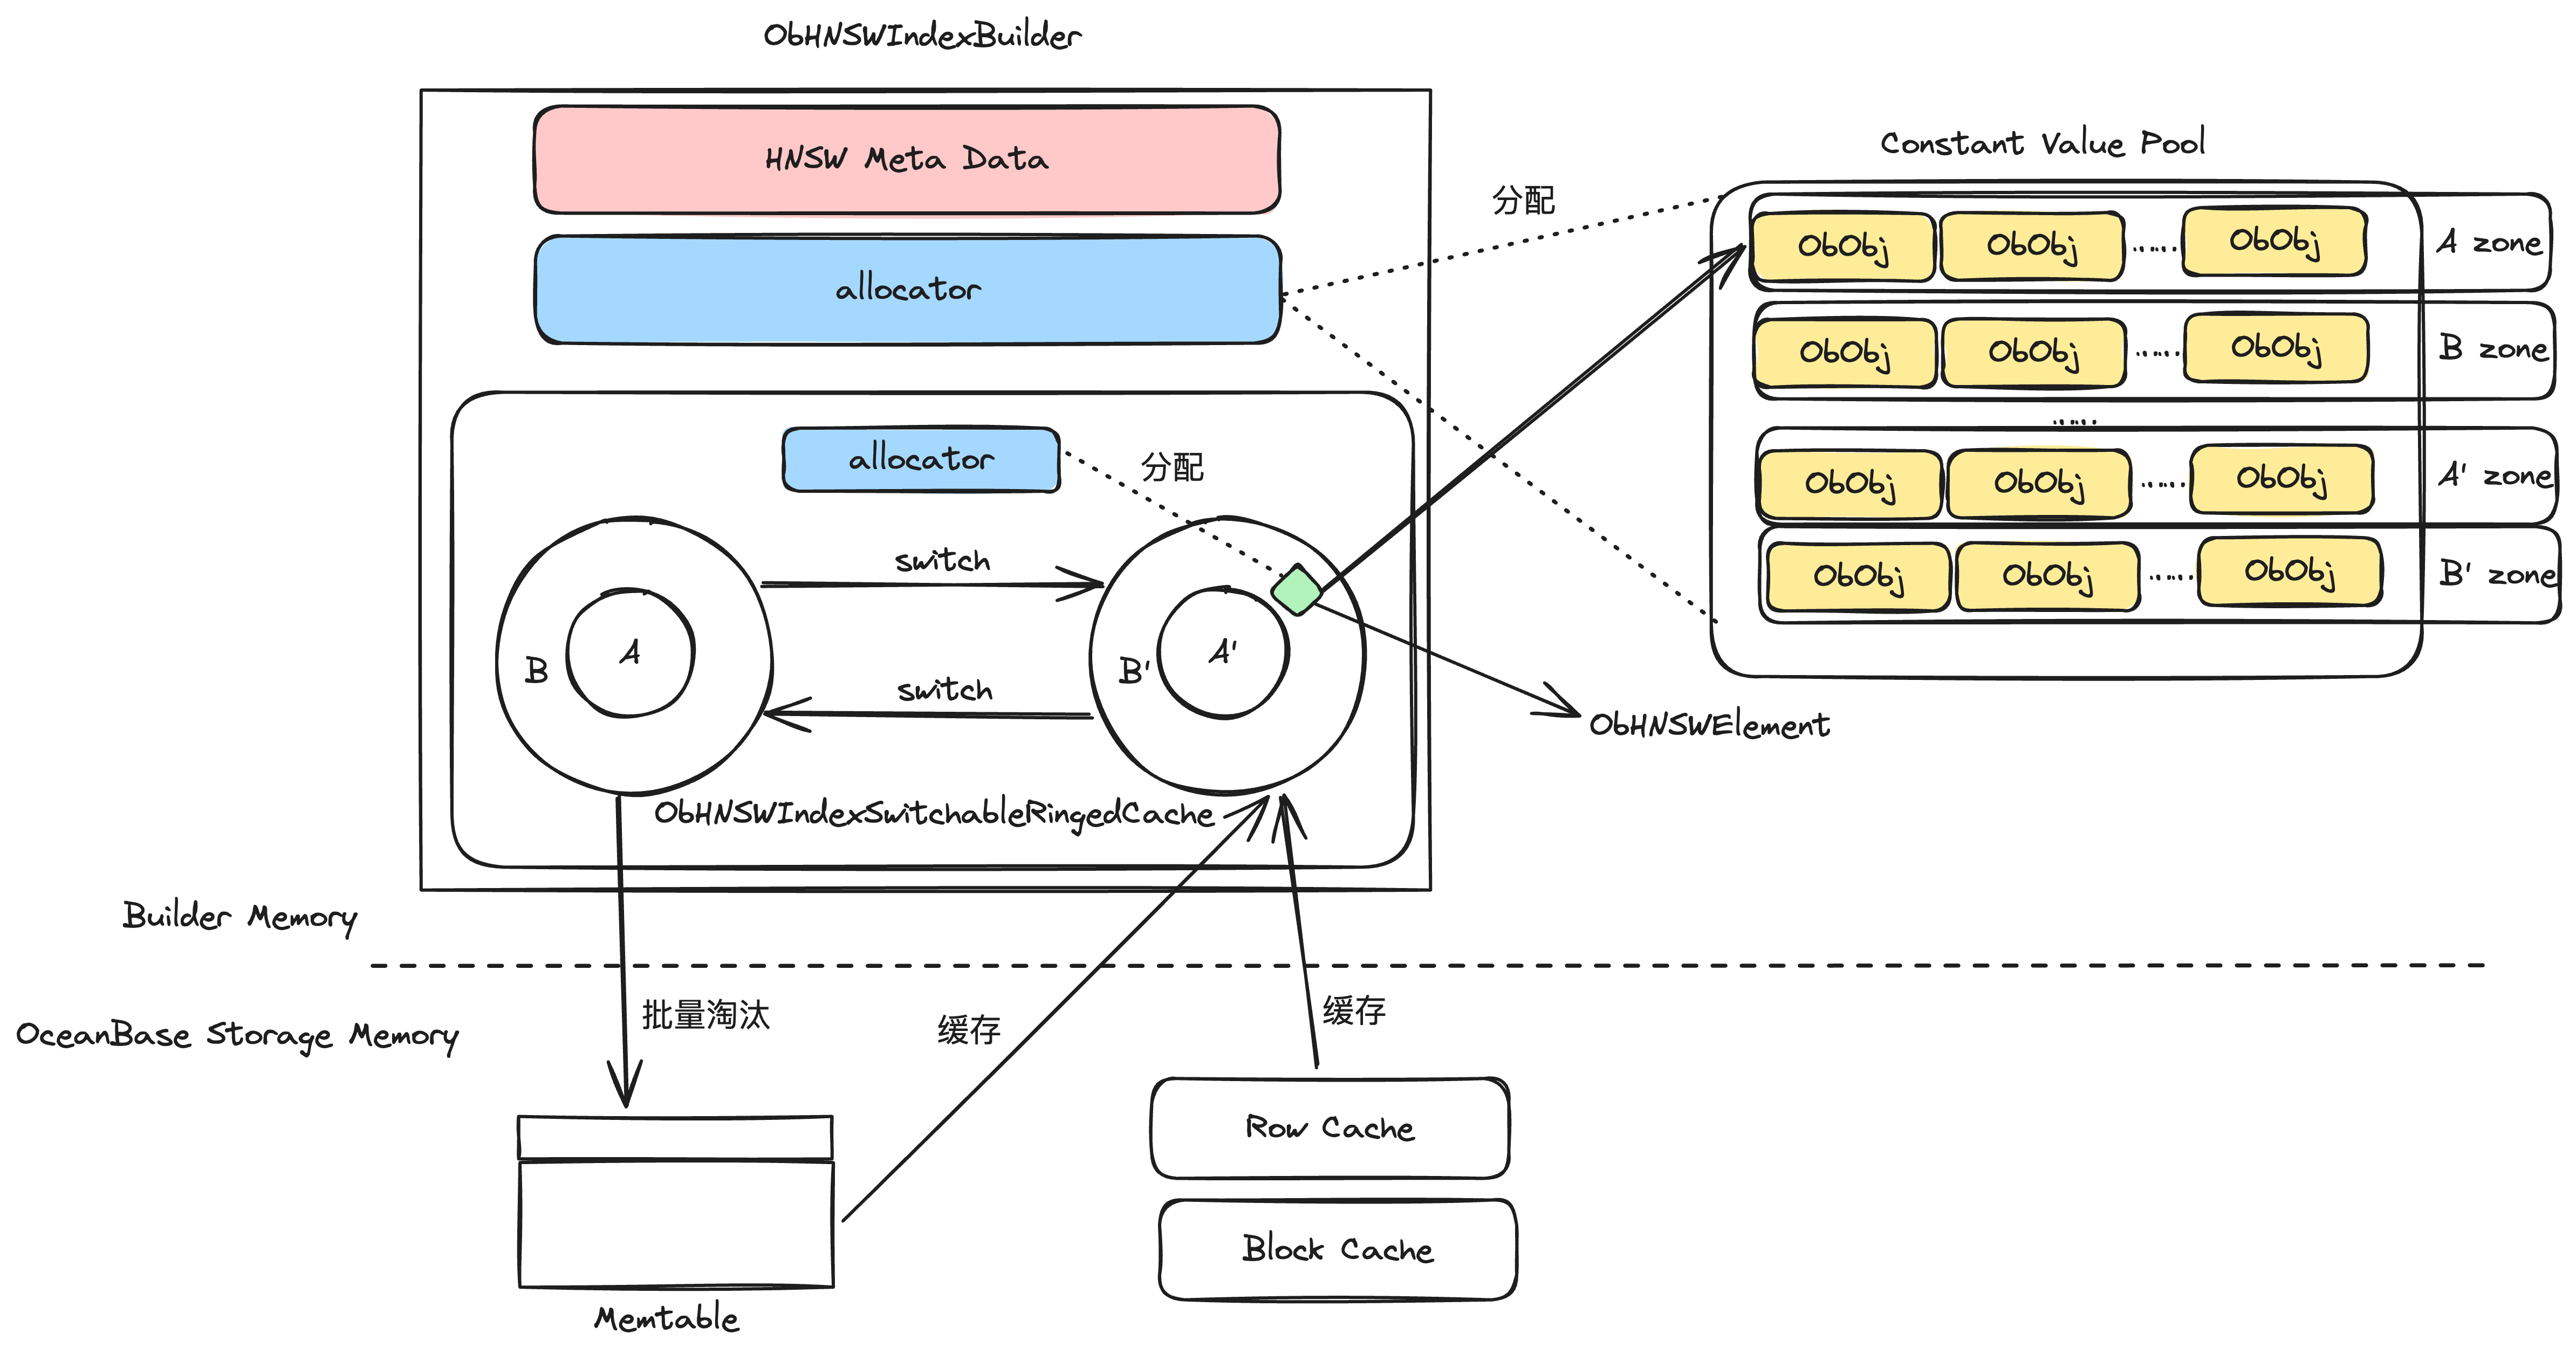 ObHNSWIndexBuilder
HNSW Meta Data
allocator
allocator
分配
分配
switch
switch
A
B
A'
B'
ObHNSWIndexSwitchableRingedCache
ObHNSWElement
Constant Value Pool
ObObj ObObj ...... ObObj A zone
ObObj ObObj ...... ObObj B zone
......
ObObj ObObj ...... ObObj A' zone
ObObj ObObj ...... ObObj B' zone
Builder Memory
OceanBase Storage Memory
批量淘汰
缓存
缓存
Row Cache
Block Cache
Memtable